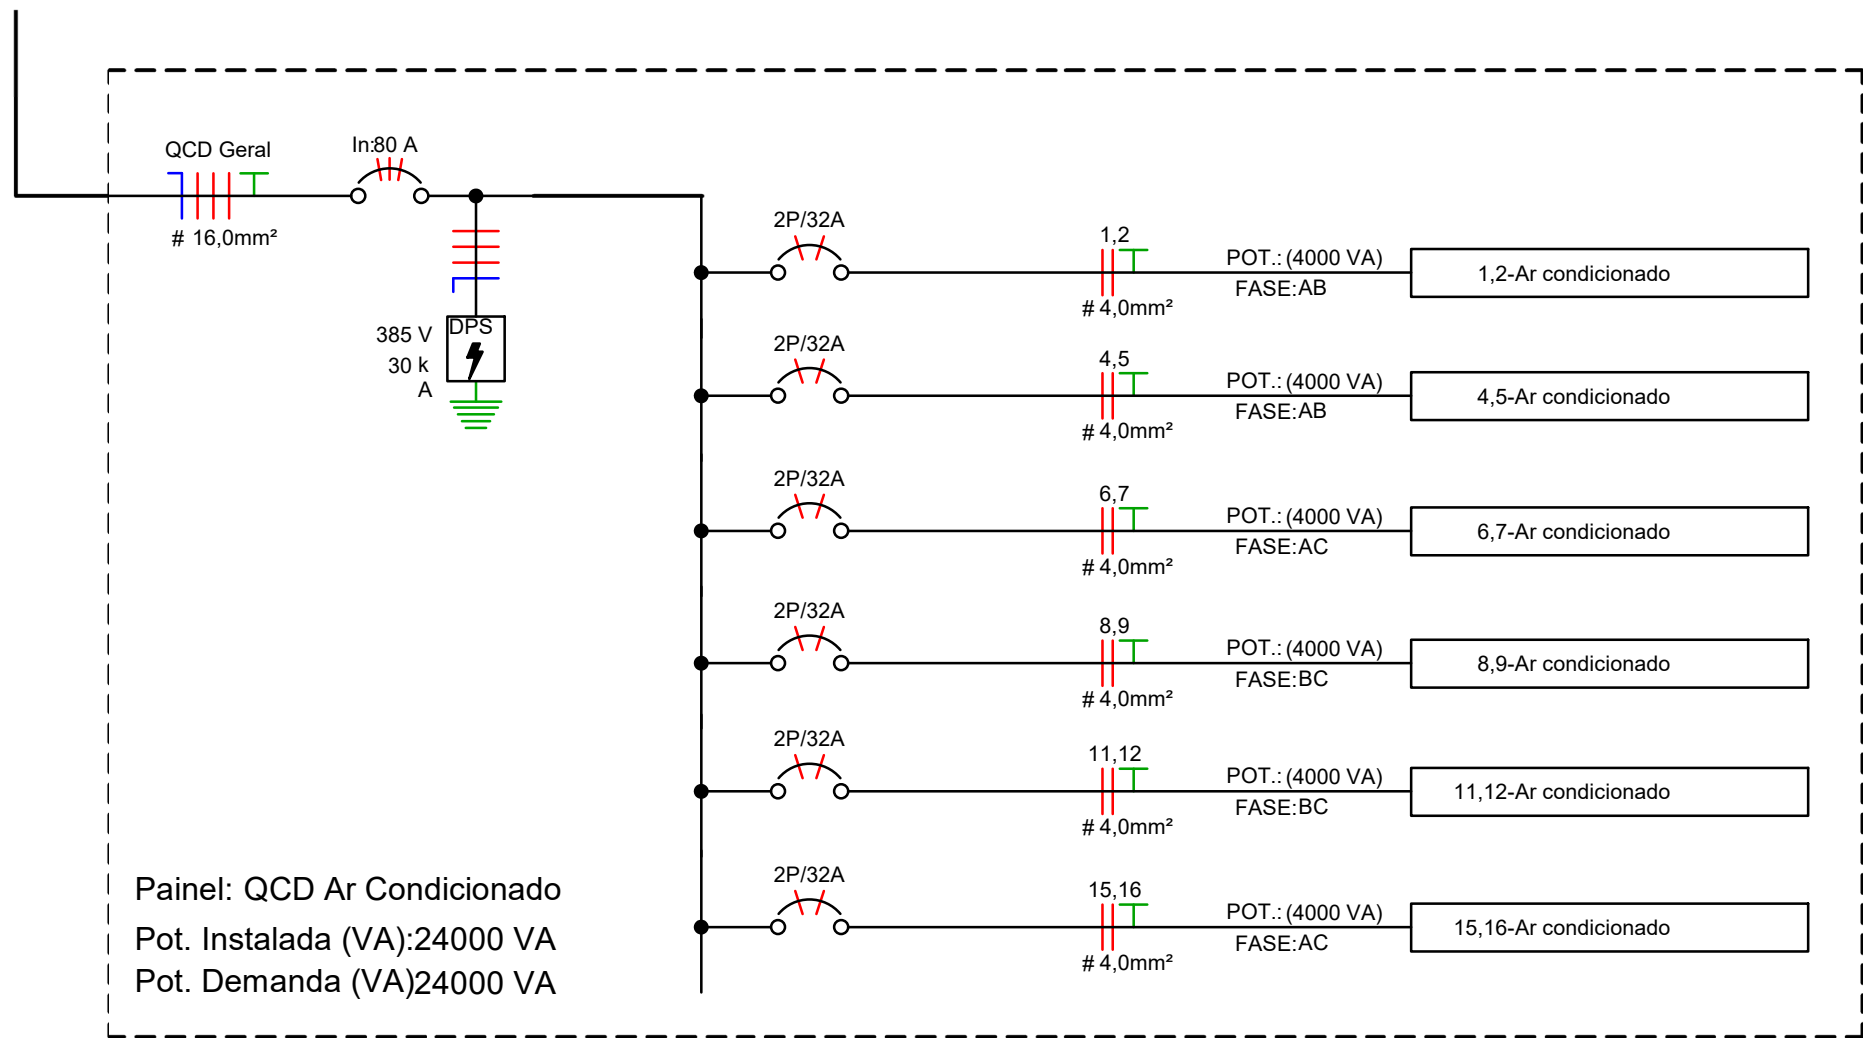 QCD Geral
In:80 A
# 16,0mm²
385 V
30 k
A
DPS
2P/32A
1,2
# 4,0mm²
POT.: (4000 VA)
FASE:AB
1,2-Ar condicionado
2P/32A
4,5
# 4,0mm²
POT.: (4000 VA)
FASE:AB
4,5-Ar condicionado
2P/32A
6,7
# 4,0mm²
POT.: (4000 VA)
FASE:AC
6,7-Ar condicionado
2P/32A
8,9
# 4,0mm²
POT.: (4000 VA)
FASE:BC
8,9-Ar condicionado
2P/32A
11,12
# 4,0mm²
POT.: (4000 VA)
FASE:BC
11,12-Ar condicionado
2P/32A
15,16
# 4,0mm²
POT.: (4000 VA)
FASE:AC
15,16-Ar condicionado
Painel: QCD Ar Condicionado
Pot. Instalada (VA):24000 VA
Pot. Demanda (VA)24000 VA